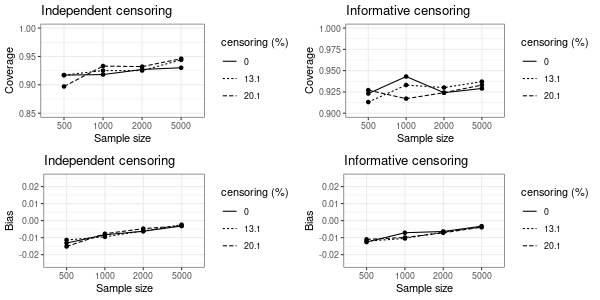 Independent censoring
1.00
0.95
0.90
0.85
Coverage
500 1000 2000 5000
Sample size
censoring (%)
0
13.1
20.1
Informative censoring
1.000
0.975
0.950
0.925
0.900
Coverage
500 1000 2000 5000
Sample size
censoring (%)
0
13.1
20.1
Independent censoring
0.02
0.01
0.00
-0.01
-0.02
Bias
500 1000 2000 5000
Sample size
censoring (%)
0
13.1
20.1
Informative censoring
0.02
0.01
0.00
-0.01
-0.02
Bias
500 1000 2000 5000
Sample size
censoring (%)
0
13.1
20.1